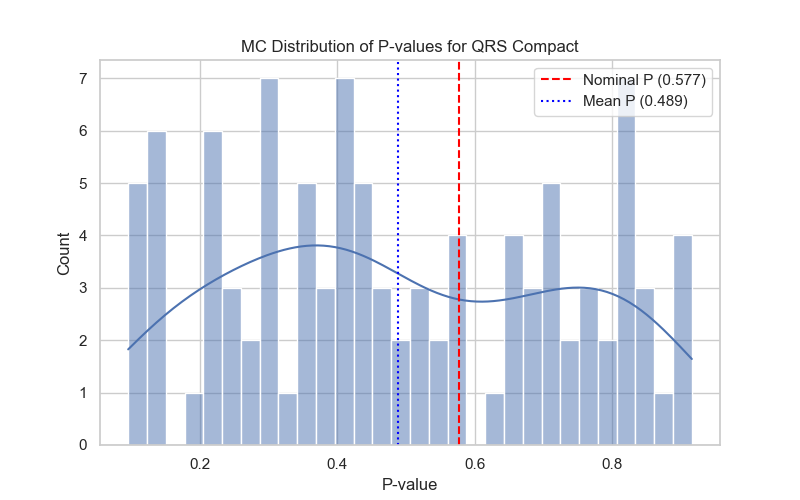 MC Distribution of P-values for QRS Compact
Nominal P (0.577)
Mean P (0.489)
7
6
5
4
3
2
1
0
Count
0.2 0.4 0.6 0.8
P-value